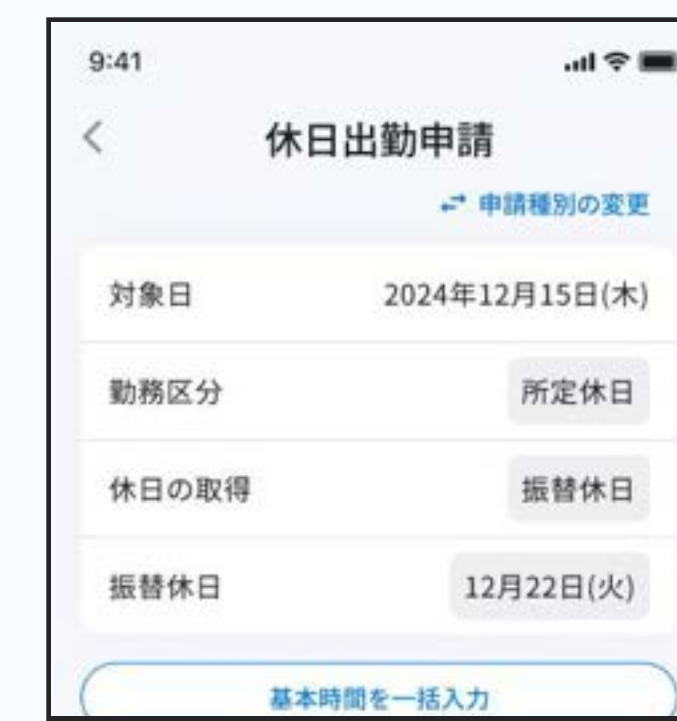 9:41
休日出勤申請
申請種別の変更
対象日 2024年12月15日(木)
勤務区分 所定休日
休日の取得 振替休日
振替休日 12月22日(火)
基本時間を一括入力